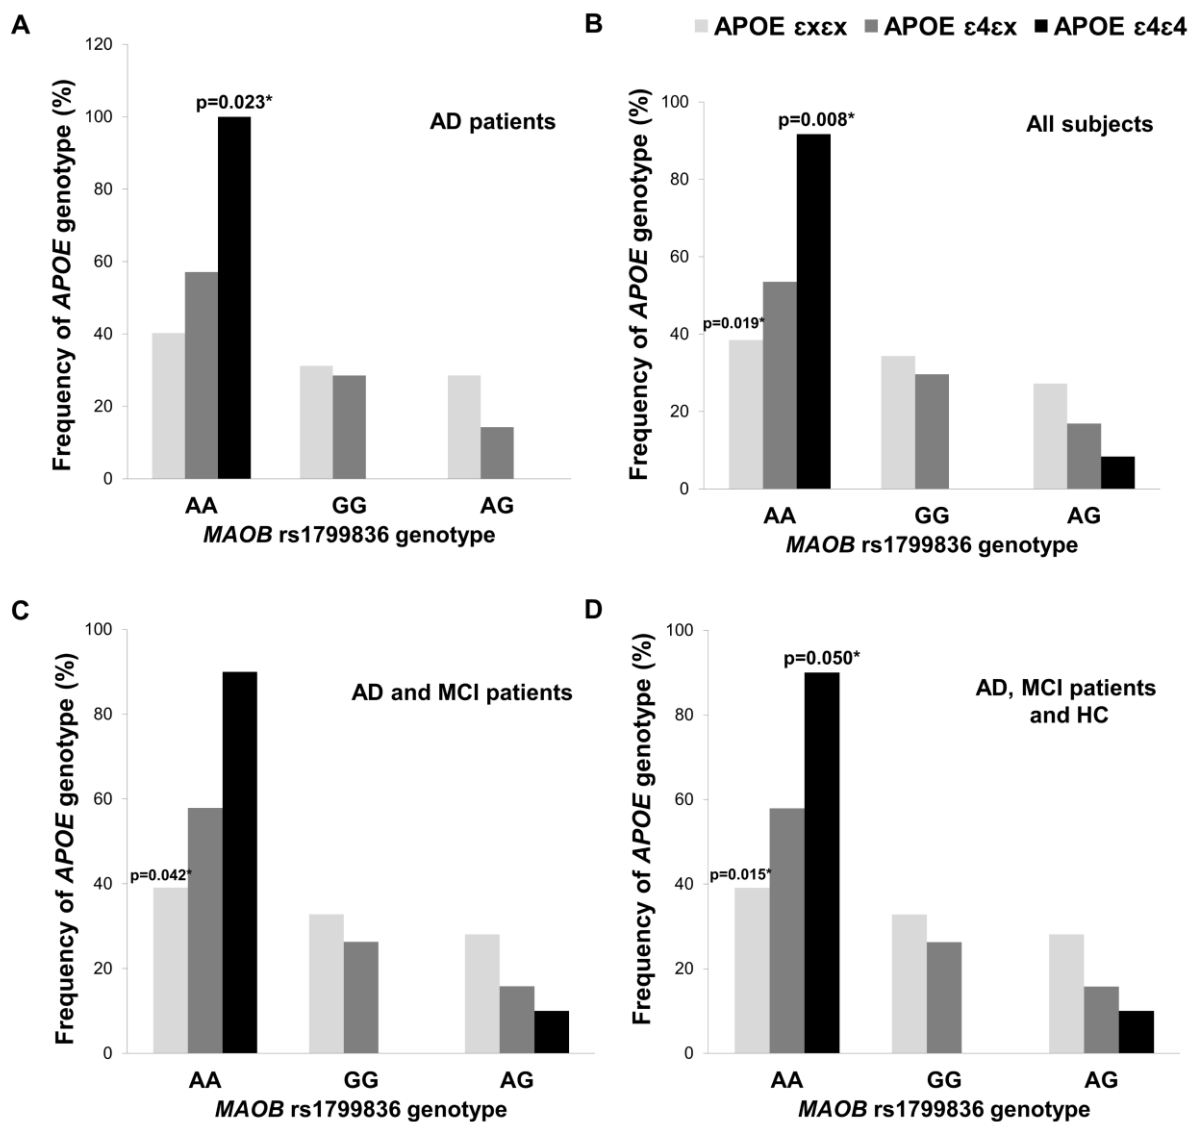 A
Frequency of APOE genotype (%)
120
100
80
60
40
20
0
p=0.023*
AD patients
AA GG AG
MAOB rs1799836 genotype
B
APOE εxεx APOE ε4εx APOE ε4ε4
Frequency of APOE genotype (%)
100
80
60
40
20
0
p=0.008*
All subjects
p=0.019*
AA GG AG
MAOB rs1799836 genotype
C
Frequency of APOE genotype (%)
100
80
60
40
20
0
AD and MCI patients
p=0.042*
AA GG AG
MAOB rs1799836 genotype
D
Frequency of APOE genotype (%)
100
80
60
40
20
0
p=0.050*
AD, MCI patients
and HC
p=0.015*
AA GG AG
MAOB rs1799836 genotype